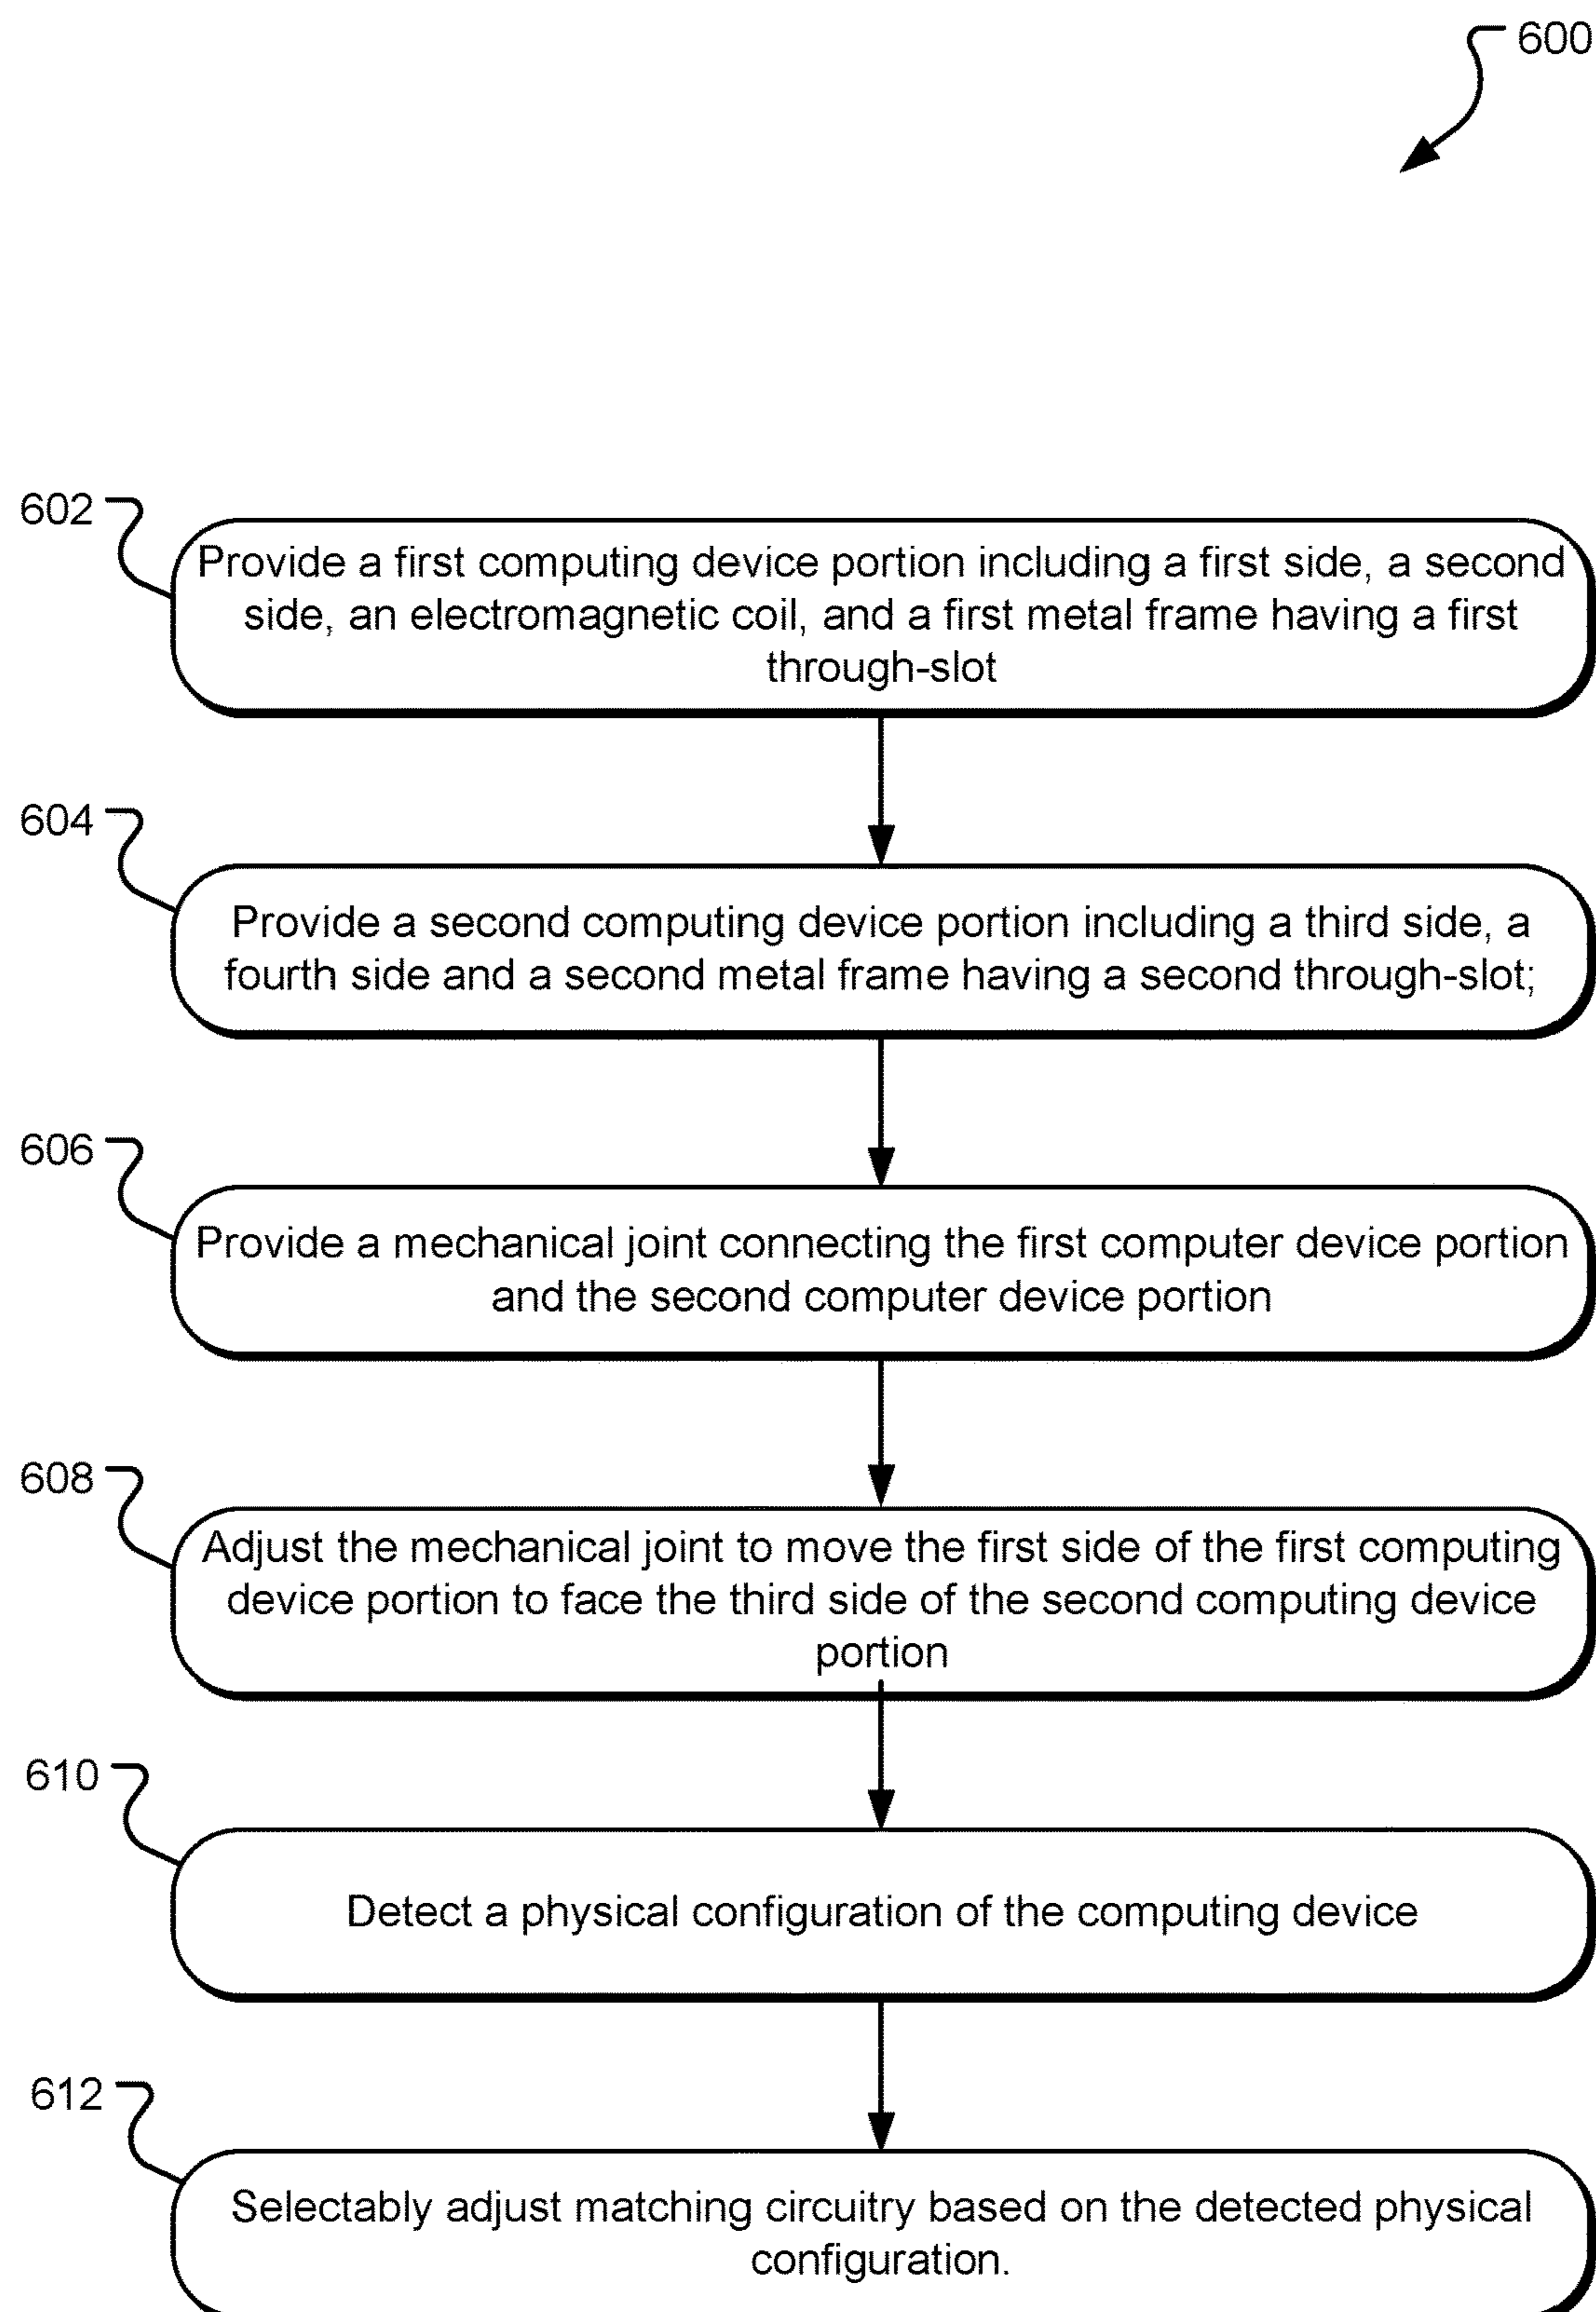 600
602
Provide a first computing device portion including a first side, a second
side, an electromagnetic coil, and a first metal frame having a first
through-slot
604
Provide a second computing device portion including a third side, a
fourth side and a second metal frame having a second through-slot;
606
Provide a mechanical joint connecting the first computer device portion
and the second computer device portion
608
Adjust the mechanical joint to move the first side of the first computing
device portion to face the third side of the second computing device
portion
610
Detect a physical configuration of the computing device
612
Selectably adjust matching circuitry based on the detected physical
configuration.